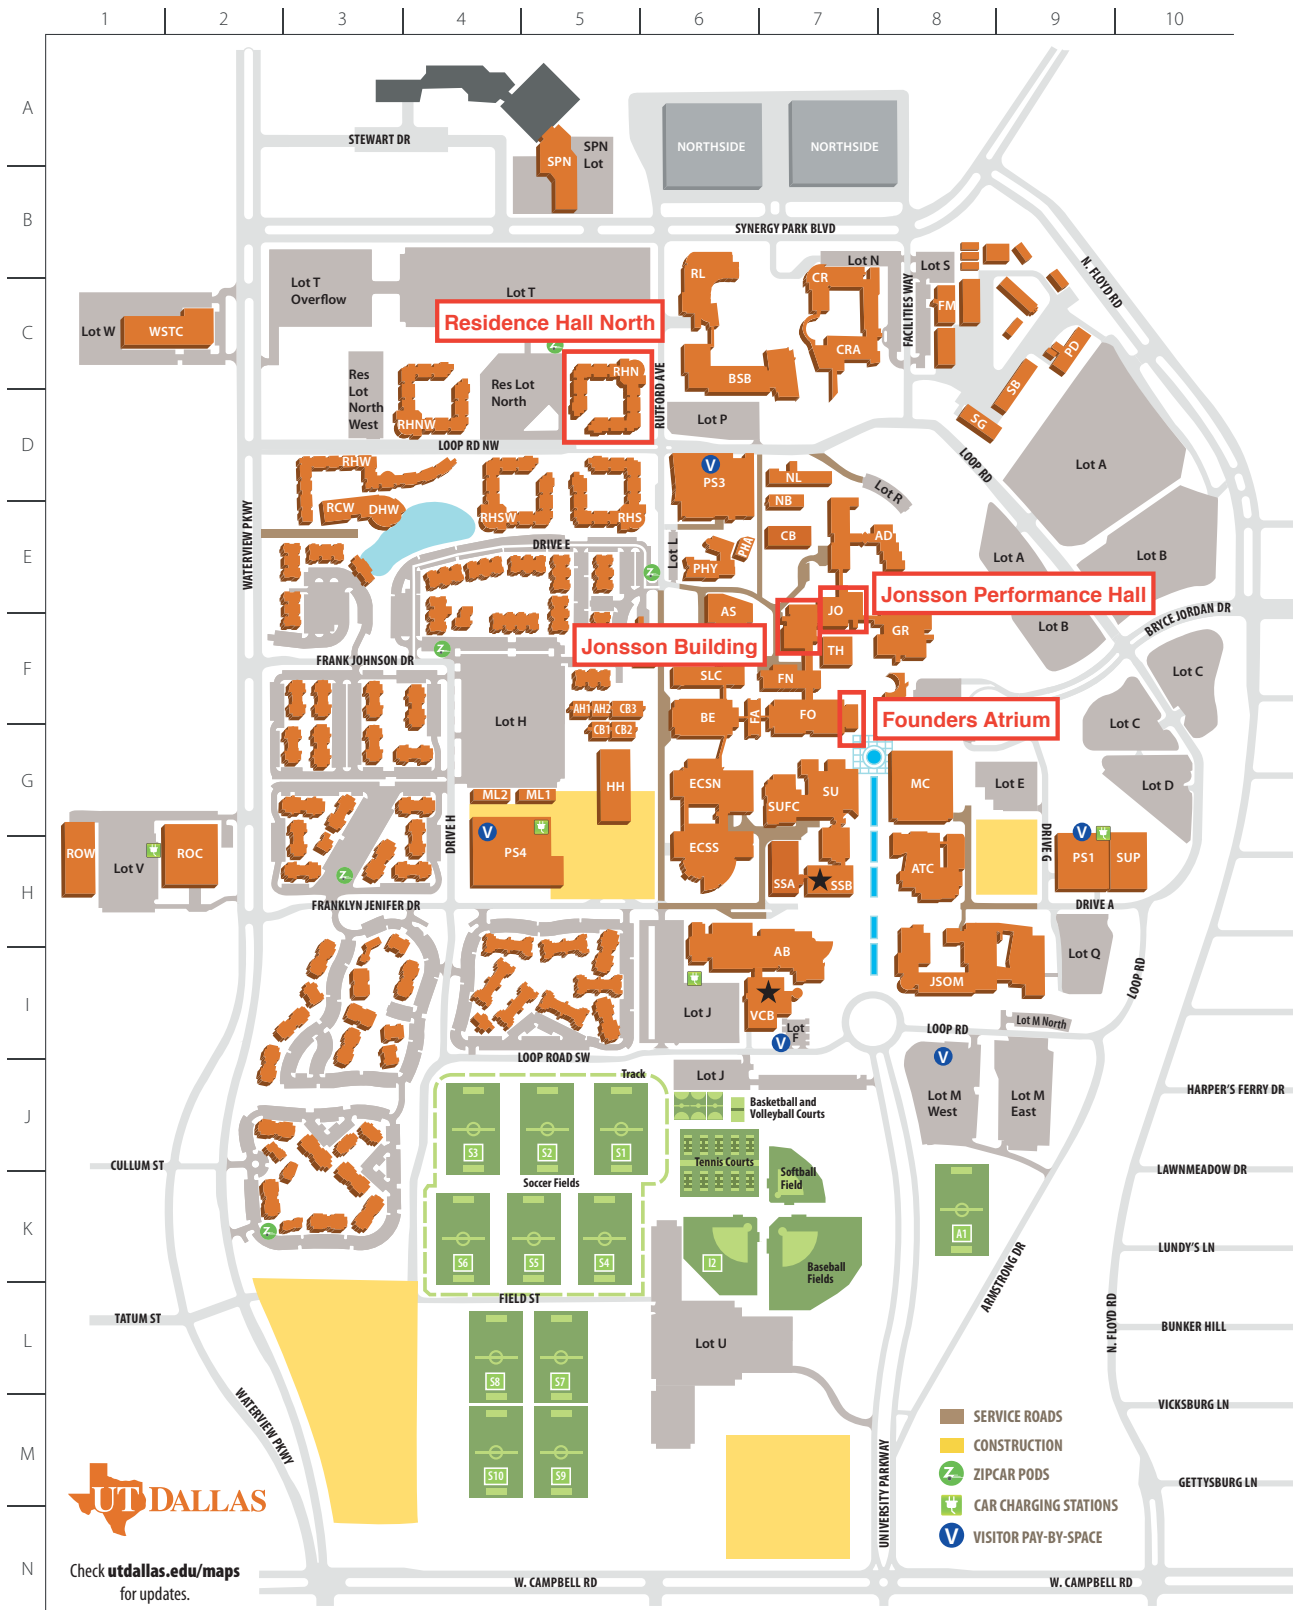 1 2 3 4 5 6 7 8 9 10
A
B
C
D
E
F
G
H
I
J
K
L
M
N
STEWART DR
SPN
SPN
Lot
NORTHSIDE
NORTHSIDE
SYNERGY PARK BLVD
N. FLOYD RD
Lot T
Overflow
Lot T
RL
CR
Lot N
Lot S
FACILITIES WAY
FM
Lot W
WSTC
Residence Hall North
CRA
PD
SB
SG
Res
Lot
North
West
RHNW
Res Lot
North
RHN
RUTFORD AVE
BSB
Lot P
LOOP RD NW
LOOP RD
Lot A
RHW
RCW
DHW
RHSW
RHS
PS3
V
NL
NB
Lot R
CB
AD
WATERVIEW PKWY
DRIVE E
Lot L
PHY
PHA
Lot A
Lot B
AS
JO
Jonsson Performance Hall
Jonsson Building
TH
GR
Lot B
BRYCE JORDAN DR
FRANK JOHNSON DR
SLC
FN
Lot C
Lot C
AH1
AH2
CB3
CB1
CB2
Lot H
BE
FA
FO
Founders Atrium
HH
ECSN
SUFC
SU
MC
Lot E
Lot D
ML2
ML1
DRIVE H
V
PS4
ROW
Lot V
ROC
ECSS
SSA
SSB
ATC
DRIVE G
V
PS1
SUP
FRANKLYN JENIFER DR
DRIVE A
AB
JSOM
Lot Q
LOOP RD
Lot J
VCB
Lot
F
V
LOOP RD
Lot M North
LOOP ROAD SW
Track
Lot J
V
Lot M
West
Lot M
East
HARPER'S FERRY DR
Basketball and
Volleyball Courts
S3
S2
S1
Tennis Courts
Softball
Field
CULLUM ST
Soccer Fields
LAWNMEADOW DR
S6
S5
S4
I2
Baseball
Fields
A1
LUNDY'S LN
ARMSTRONG DR
FIELD ST
TATUM ST
N. FLOYD RD
BUNKER HILL
S8
S7
Lot U
WATERVIEW PKWY
VICKSBURG LN
S10
S9
UNIVERSITY PARKWAY
GETTYSBURG LN
SERVICE ROADS
CONSTRUCTION
Z ZIPCAR PODS
CAR CHARGING STATIONS
V VISITOR PAY-BY-SPACE
UT DALLAS
Check utdallas.edu/maps
for updates.
W. CAMPBELL RD
W. CAMPBELL RD